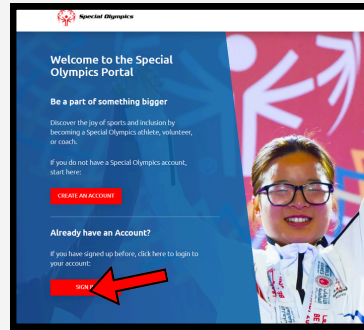 Special Olympics
Welcome to the Special
Olympics Portal
Be a part of something bigger
Discover the joy of sports and inclusion by
becoming a Special Olympics athlete, volunteer,
or coach.
If you do not have a Special Olympics account,
start here:
CREATE AN ACCOUNT
Already have an Account?
If you have signed up before, click here to login to
your account:
SIGN